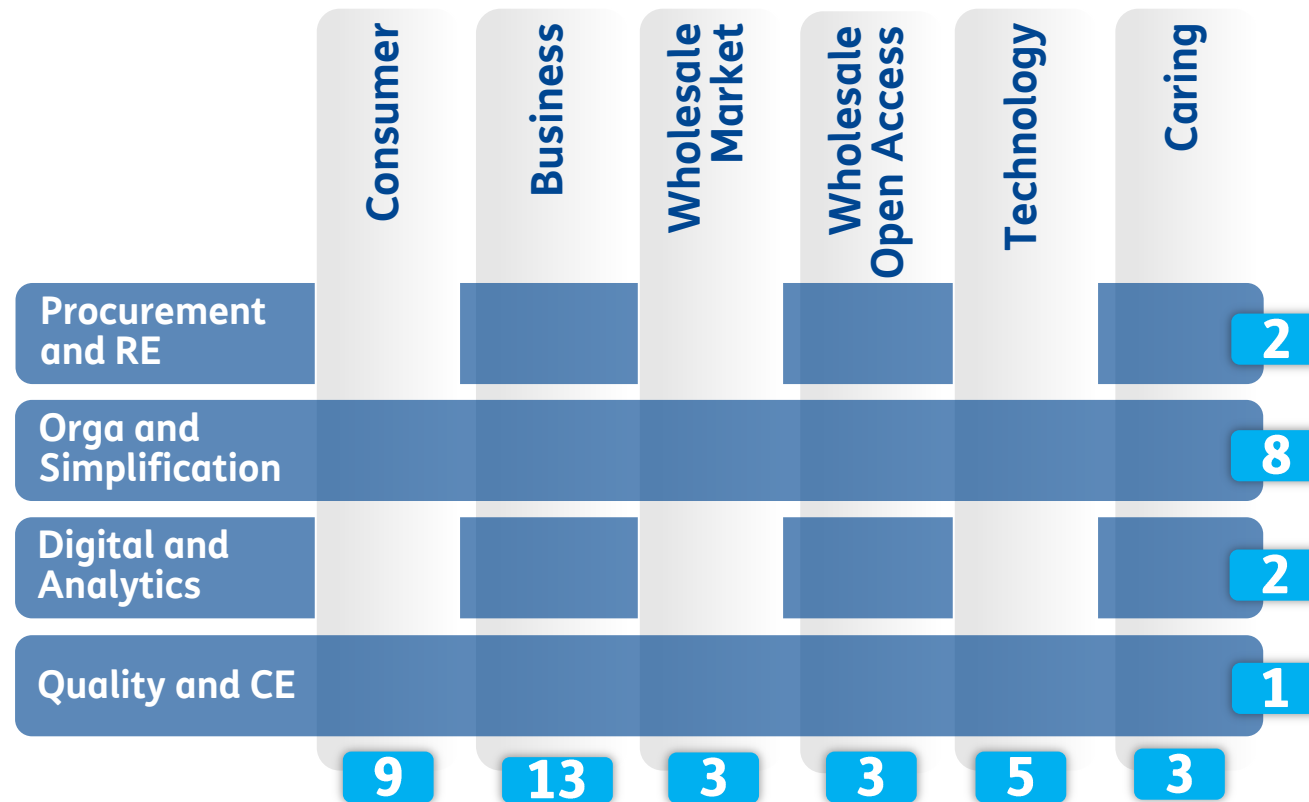 Consumer
Business
Wholesale
Market
Wholesale
Open Access
Technology
Caring
Procurement
and RE
2
Orga and
Simplification
8
Digital and
Analytics
2
Quality and CE
1
9
13
3
3
5
3